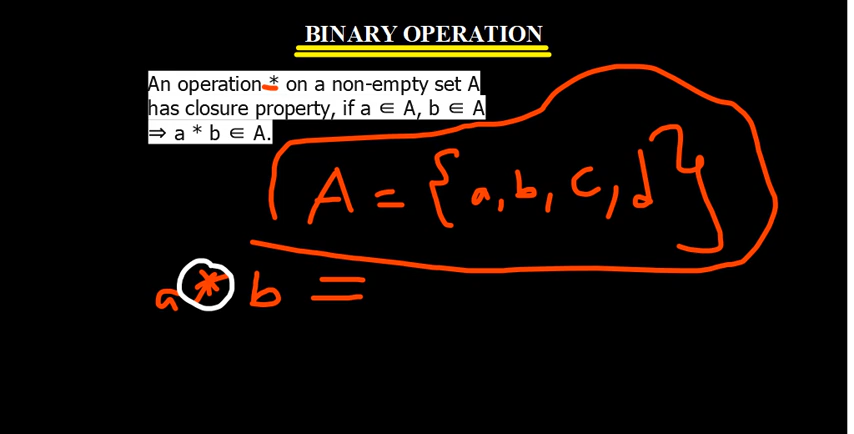 BINARY OPERATION
An operation * on a non-empty set A
has closure property, if a ∈ A, b ∈ A
⇒ a * b ∈ A.
A = {a, b, c, d}
a * b =